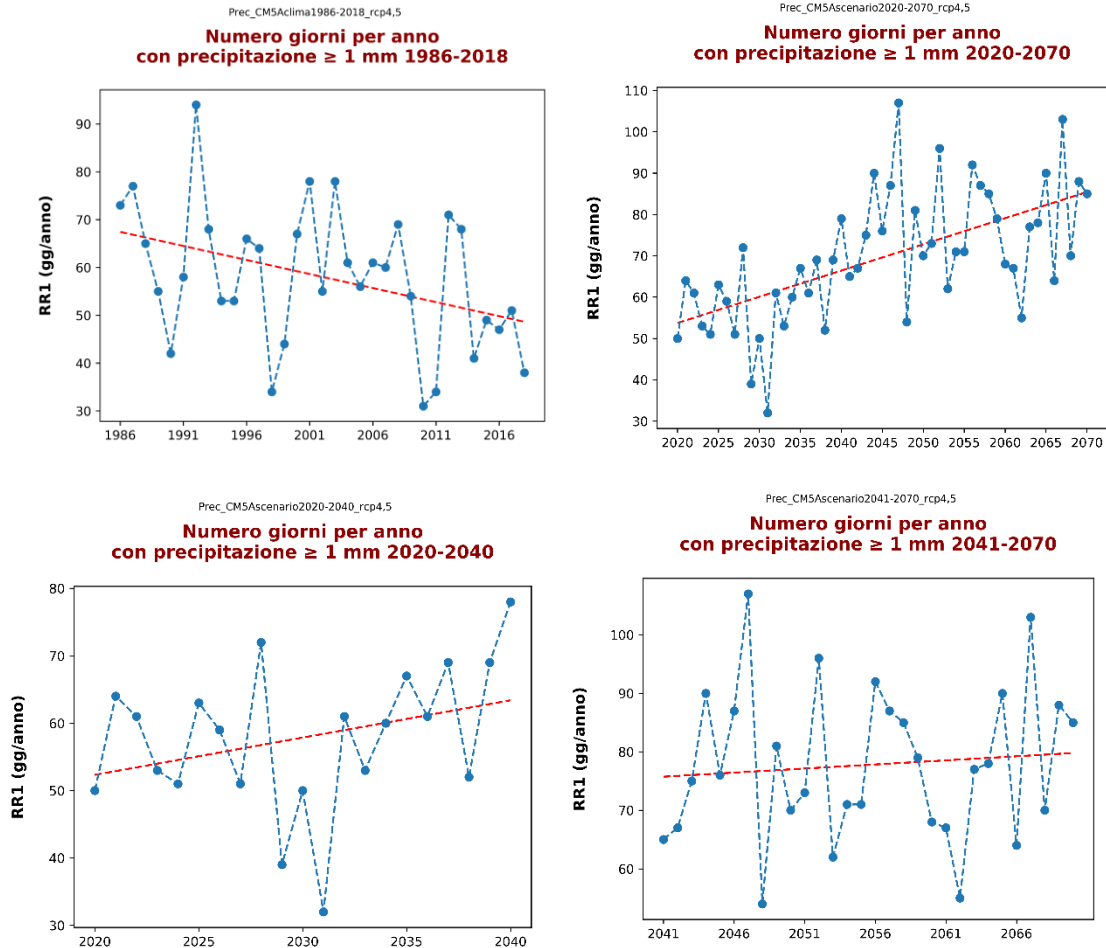 Prec_CM5Aclima1986-2018_rcp4,5
Numero giorni per anno
con precipitazione ≥ 1 mm 1986-2018
RR1 (gg/anno)
90
80
70
60
50
40
30
1986 1991 1996 2001 2006 2011 2016
Prec_CM5Ascenario2020-2070_rcp4,5
Numero giorni per anno
con precipitazione ≥ 1 mm 2020-2070
RR1 (gg/anno)
110
100
90
80
70
60
50
40
30
2020 2025 2030 2035 2040 2045 2050 2055 2060 2065 2070
Prec_CM5Ascenario2020-2040_rcp4,5
Numero giorni per anno
con precipitazione ≥ 1 mm 2020-2040
RR1 (gg/anno)
80
70
60
50
40
30
2020 2025 2030 2035 2040
Prec_CM5Ascenario2041-2070_rcp4,5
Numero giorni per anno
con precipitazione ≥ 1 mm 2041-2070
RR1 (gg/anno)
100
90
80
70
60
2041 2046 2051 2056 2061 2066